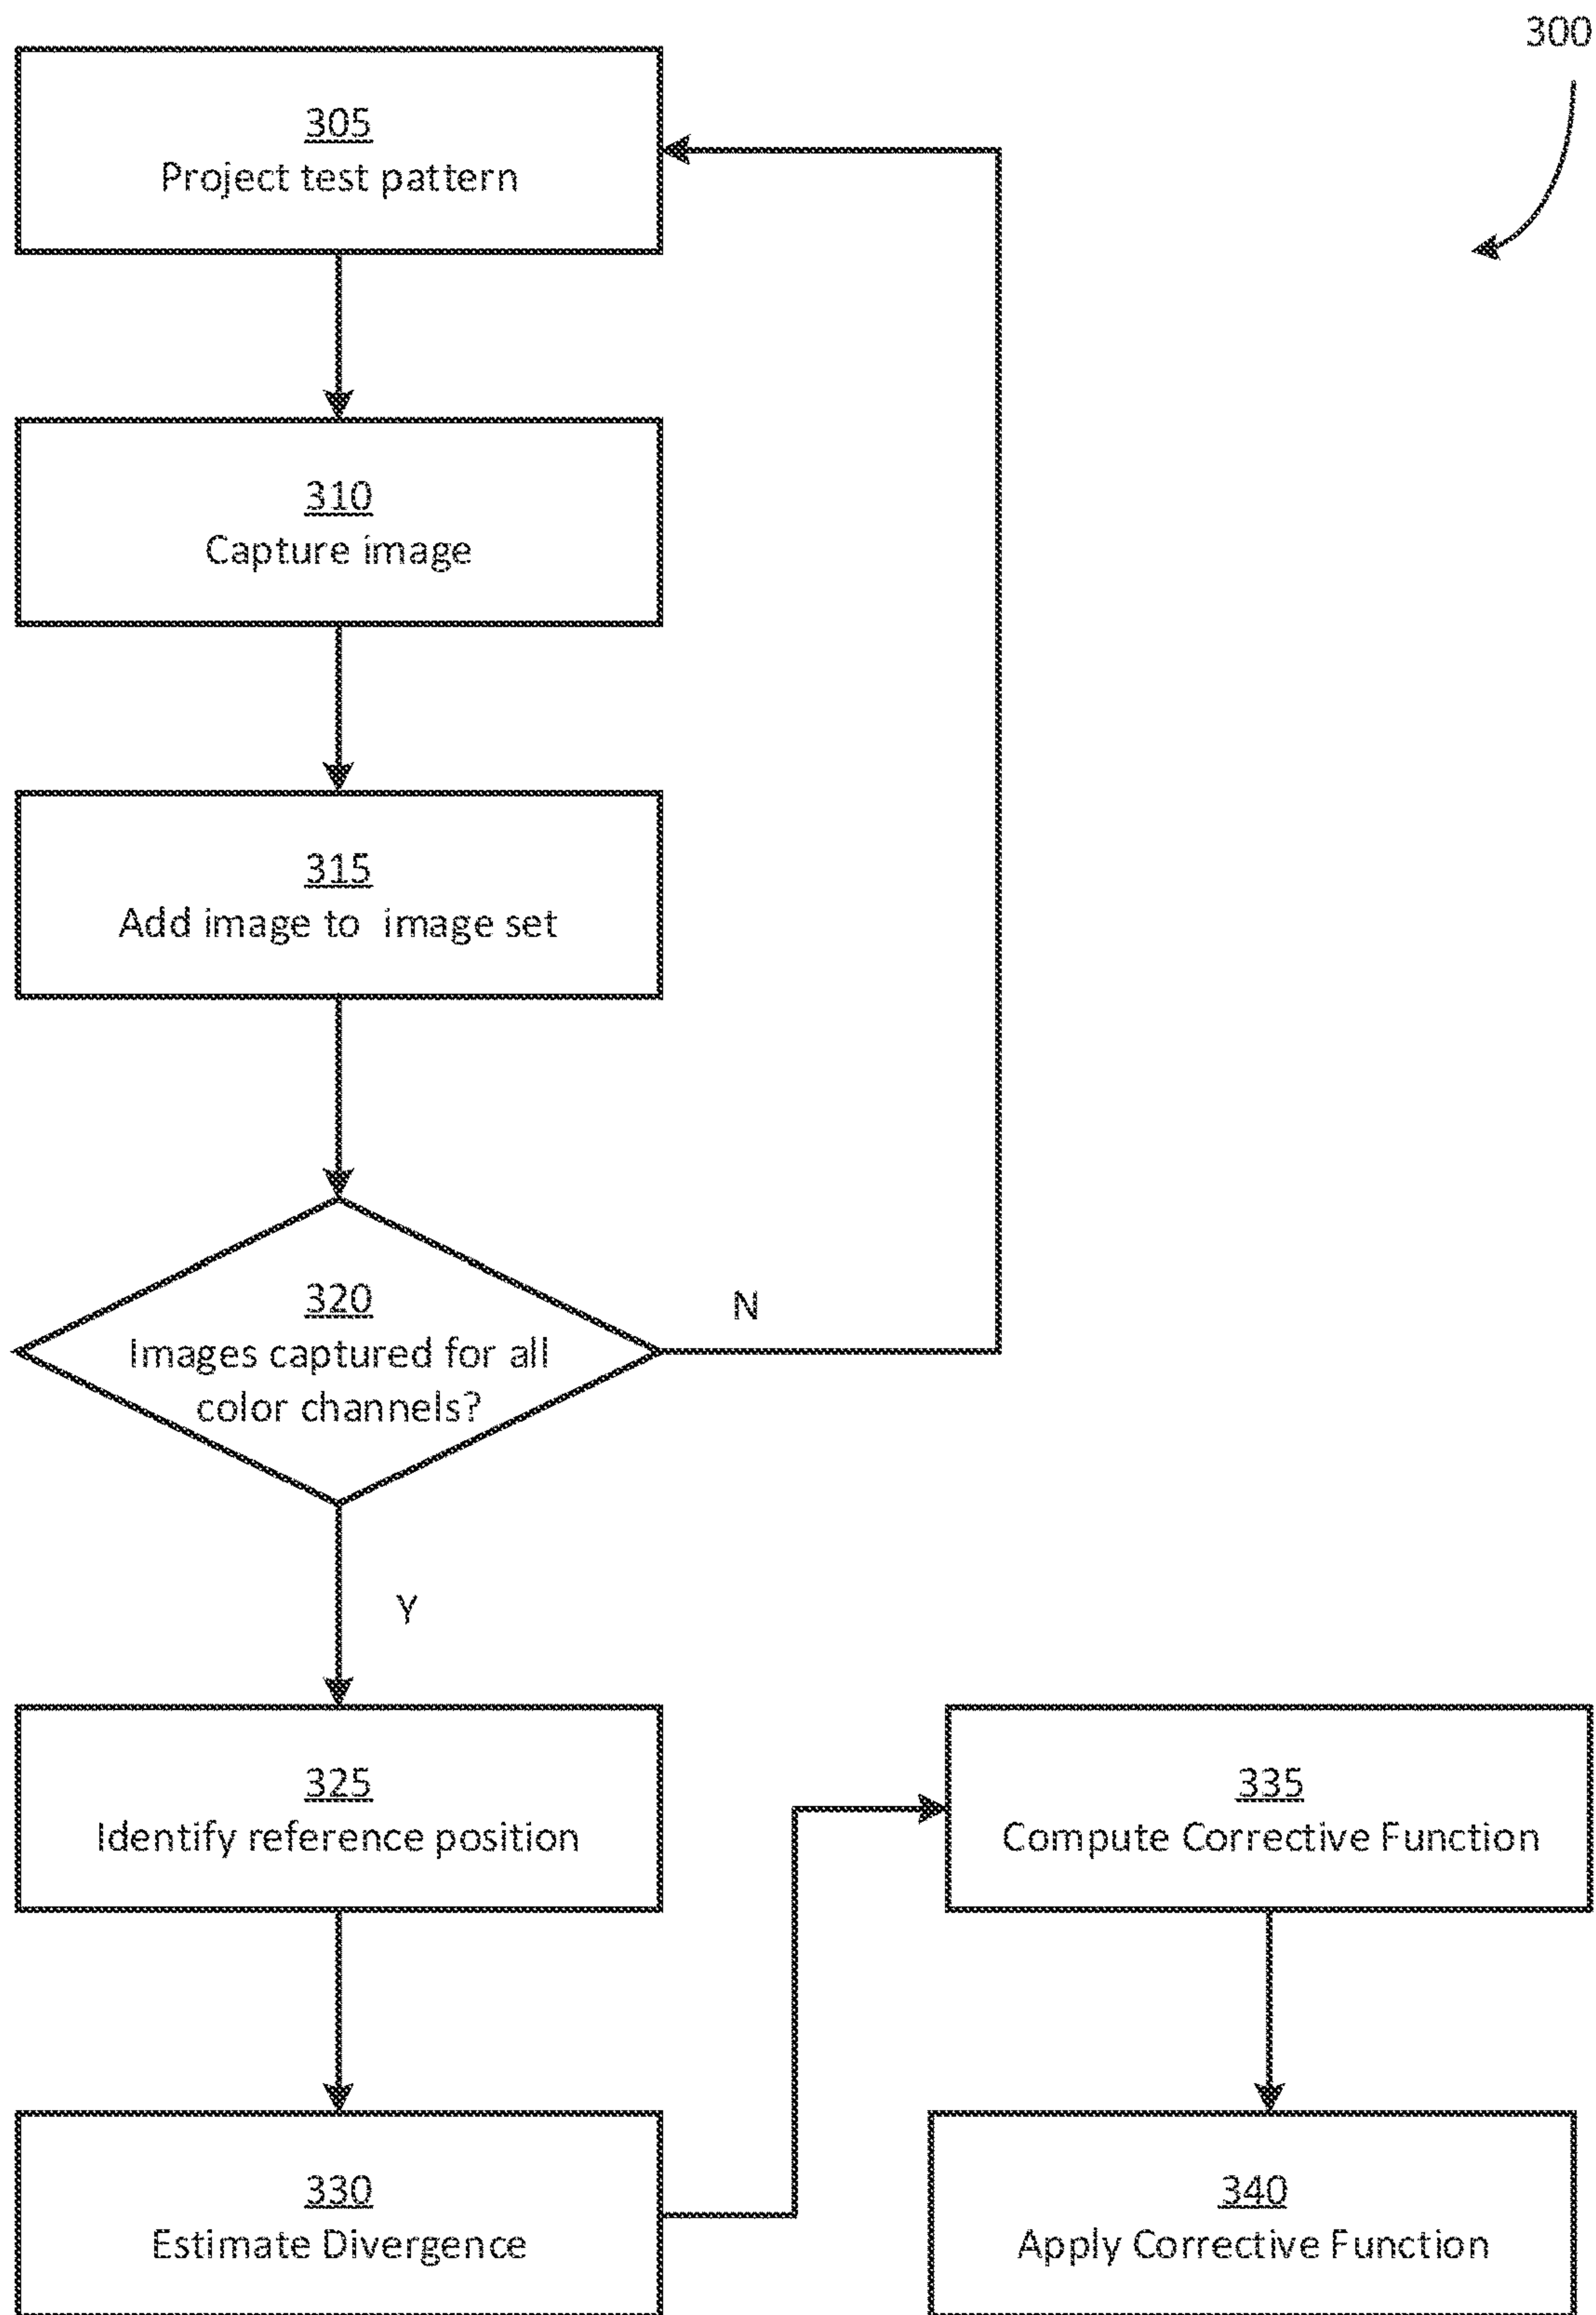 300
305
Project test pattern
310
Capture image
315
Add image to image set
320
Images captured for all
color channels?
N
Y
325
Identify reference position
330
Estimate Divergence
335
Compute Corrective Function
340
Apply Corrective Function